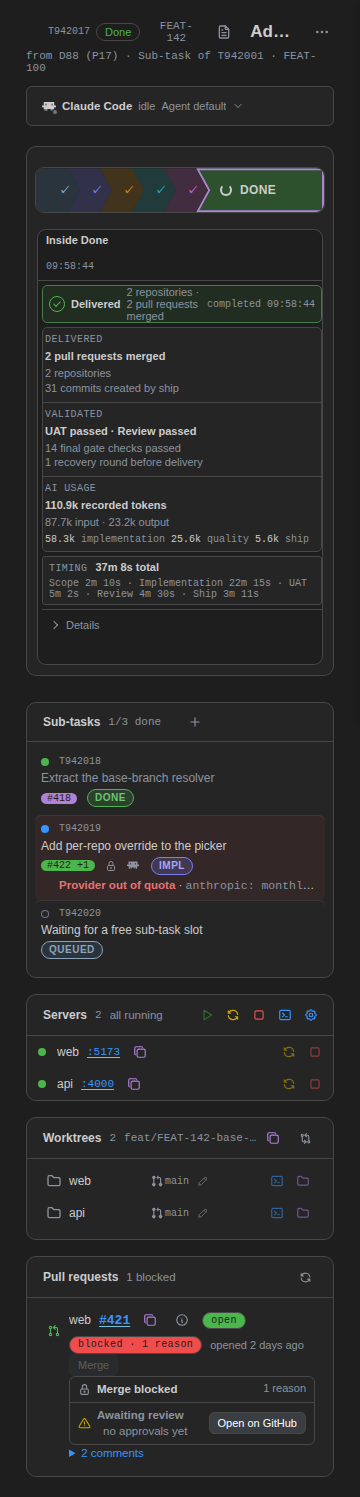 T942017 Done FEAT-142 Ad… ···
from D88 (P17) · Sub-task of T942001 · FEAT-100
Claude Code idle Agent default
DONE
Inside Done
09:58:44
Delivered 2 repositories · 2 pull requests merged completed 09:58:44
DELIVERED
2 pull requests merged
2 repositories
31 commits created by ship
VALIDATED
UAT passed · Review passed
14 final gate checks passed
1 recovery round before delivery
AI USAGE
110.9k recorded tokens
87.7k input · 23.2k output
58.3k implementation 25.6k quality 5.6k ship
TIMING 37m 8s total
Scope 2m 10s · Implementation 22m 15s · UAT
5m 2s · Review 4m 30s · Ship 3m 11s
Details
Sub-tasks 1/3 done
T942018
Extract the base-branch resolver
#418 DONE
T942019
Add per-repo override to the picker
#422 +1 IMPL
Provider out of quota · anthropic: monthl…
T942020
Waiting for a free sub-task slot
QUEUED
Servers 2 all running
web :5173
api :4000
Worktrees 2 feat/FEAT-142-base-…
web main
api main
Pull requests 1 blocked
web #421 open
blocked · 1 reason opened 2 days ago
Merge
Merge blocked 1 reason
Awaiting review
no approvals yet
Open on GitHub
2 comments